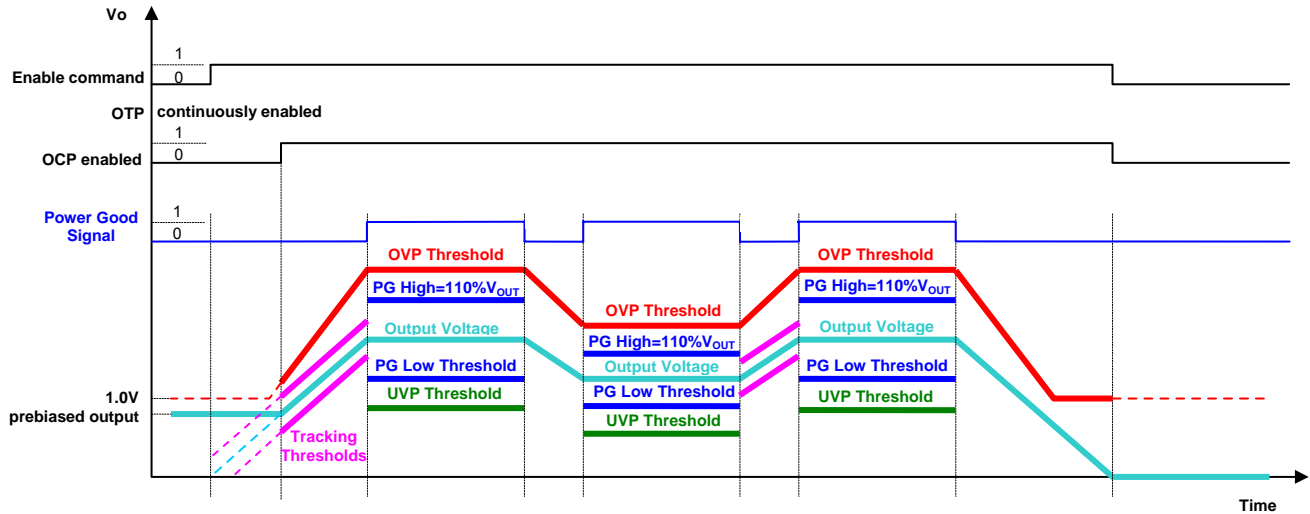 Vo
1
Enable command 0
OTP continuously enabled
1
OCP enabled 0
Power Good 1
Signal 0
OVP Threshold
OVP Threshold
PG High=110%VOUT
PG High=110%VOUT
OVP Threshold
Output Voltage
Output Voltage
PG High=110%VOUT
PG Low Threshold
Output Voltage
PG Low Threshold
UVP Threshold
PG Low Threshold
UVP Threshold
1.0V
prebiased output
UVP Threshold
Tracking
Thresholds
Time